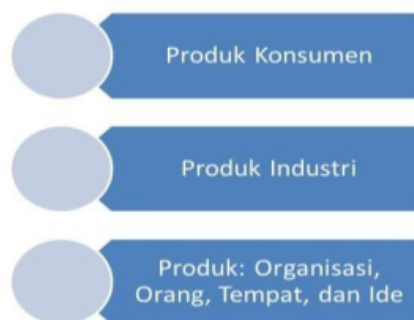 Produk Konsumen
Produk Industri
Produk: Organisasi,
Orang, Tempat, dan Ide